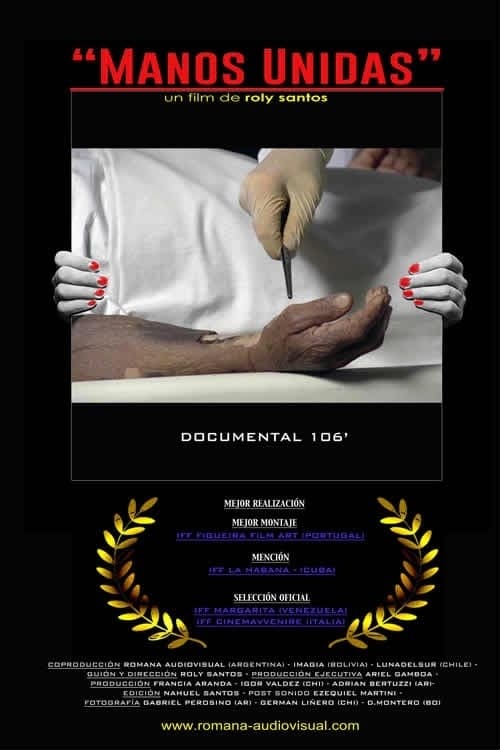 “MANOS UNIDAS”
un film de roly santos
DOCUMENTAL 106’
MEJOR REALIZACIÓN
MEJOR MONTAJE
IFF FIGUEIRA FILM ART (PORTUGAL)
MENCIÓN
IFF LA HABANA - (CUBA)
SELECCIÓN OFICIAL
IFF MARGARITA (VENEZUELA)
IFF CINEMAVVENIRE (ITALIA)
COPRODUCCIÓN ROMANA AUDIOVISUAL (ARGENTINA) - IMAGIA (BOLIVIA) - LUNADELSUR (CHILE) -
GUIÓN Y DIRECCIÓN ROLY SANTOS - PRODUCCIÓN EJECUTIVA ARIEL GAMBOA -
PRODUCCIÓN FRANCIA ARANDA - IGOR VALDEZ (CHI) - ADRIAN BERTUZZI (AR)-
EDICIÓN NAHUEL SANTOS - POST SONIDO EZEQUIEL MARTINI -
FOTOGRAFÍA GABRIEL PEROSINO (AR) - GERMAN LIÑERO (CHI) - D.MONTERO (BO)
www.romana-audiovisual.com